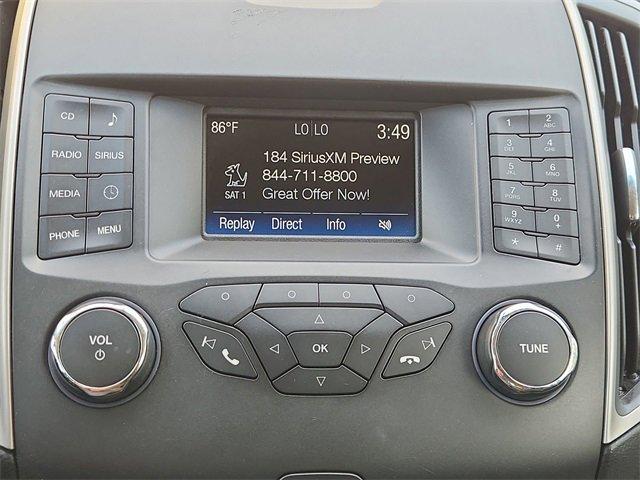 86°F LO LO 3:49
184 SiriusXM Preview
844-711-8800
SAT 1 Great Offer Now!
Replay Direct Info
CD
RADIO SIRIUS
MEDIA
PHONE MENU
1 2 ABC
3 DEF 4 GHI
5 JKL 6 MNO
7 PQRS 8 TUV
9 WXYZ 0 +
* #
VOL
OK
TUNE